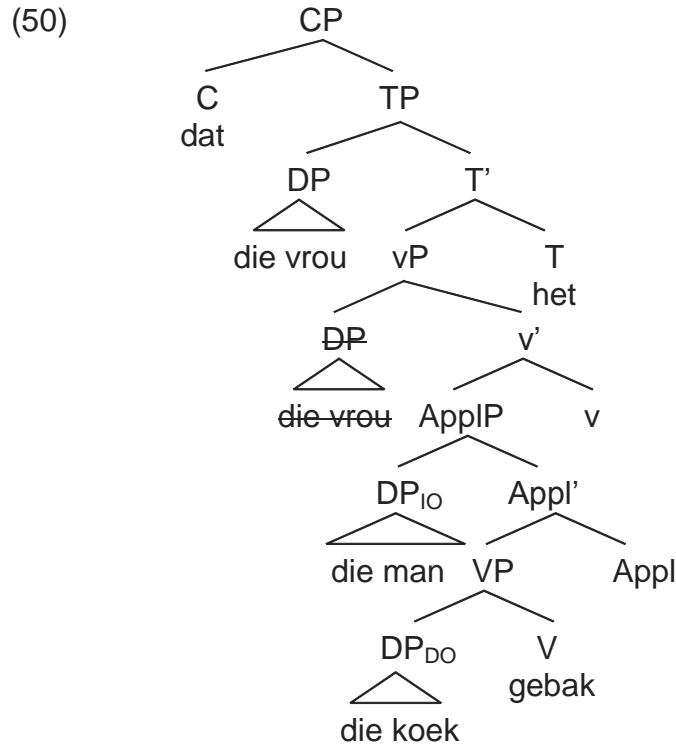 (50) CP
C TP
dat
DP T’
die vrou vP T
het
DP v’
die vrou ApplP v
DP_IO Appl’
die man VP Appl
DP_DO V
gebak
die koek